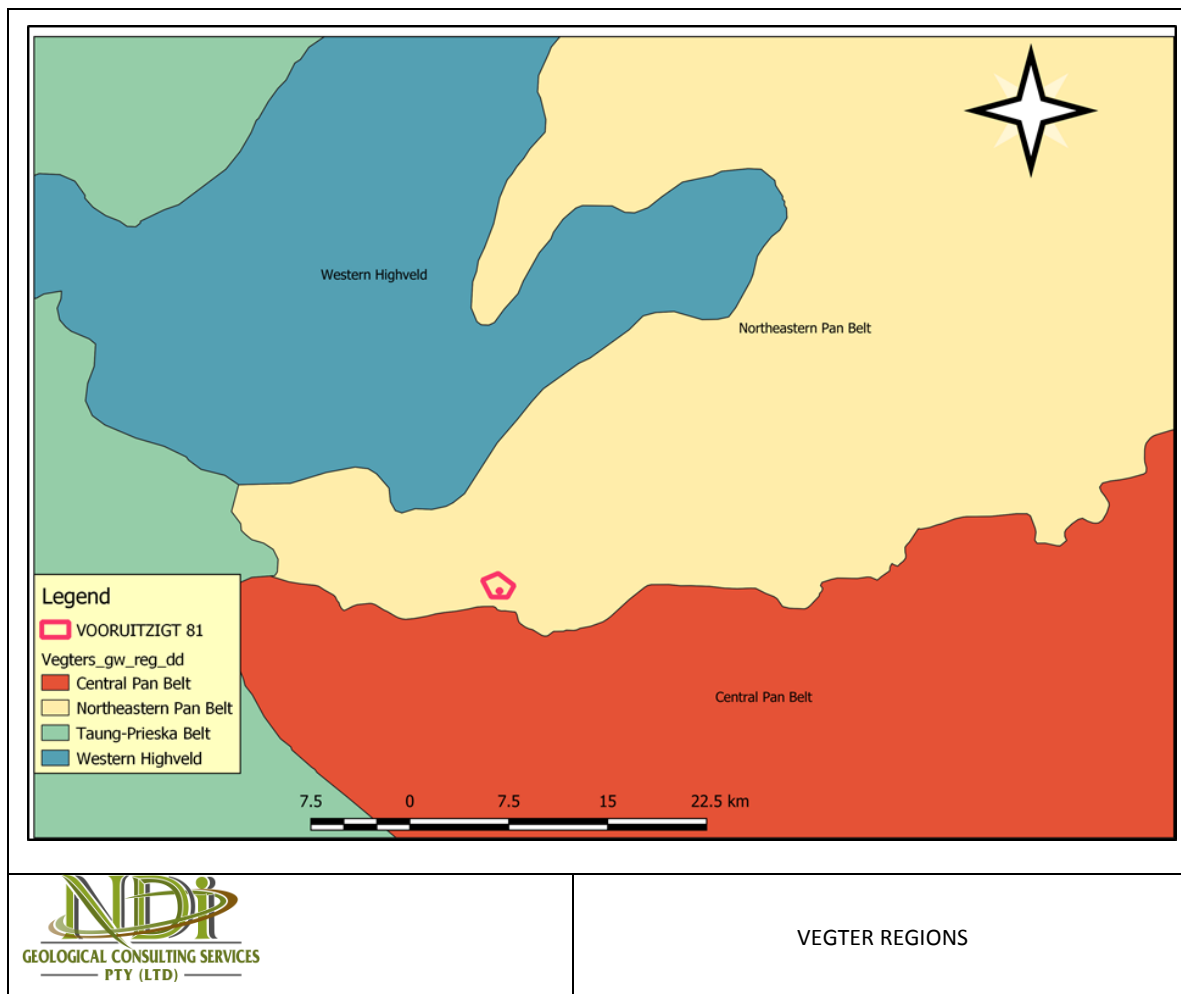 Western Highveld
Northeastern Pan Belt
Legend
VOORUITZIGT 81
Vegters_gw_reg_dd
Central Pan Belt
Northeastern Pan Belt
Taung-Prieska Belt
Western Highveld
Central Pan Belt
7.5 0 7.5 15 22.5 km
NDi
GEOLOGICAL CONSULTING SERVICES
PTY (LTD)
VEGTER REGIONS